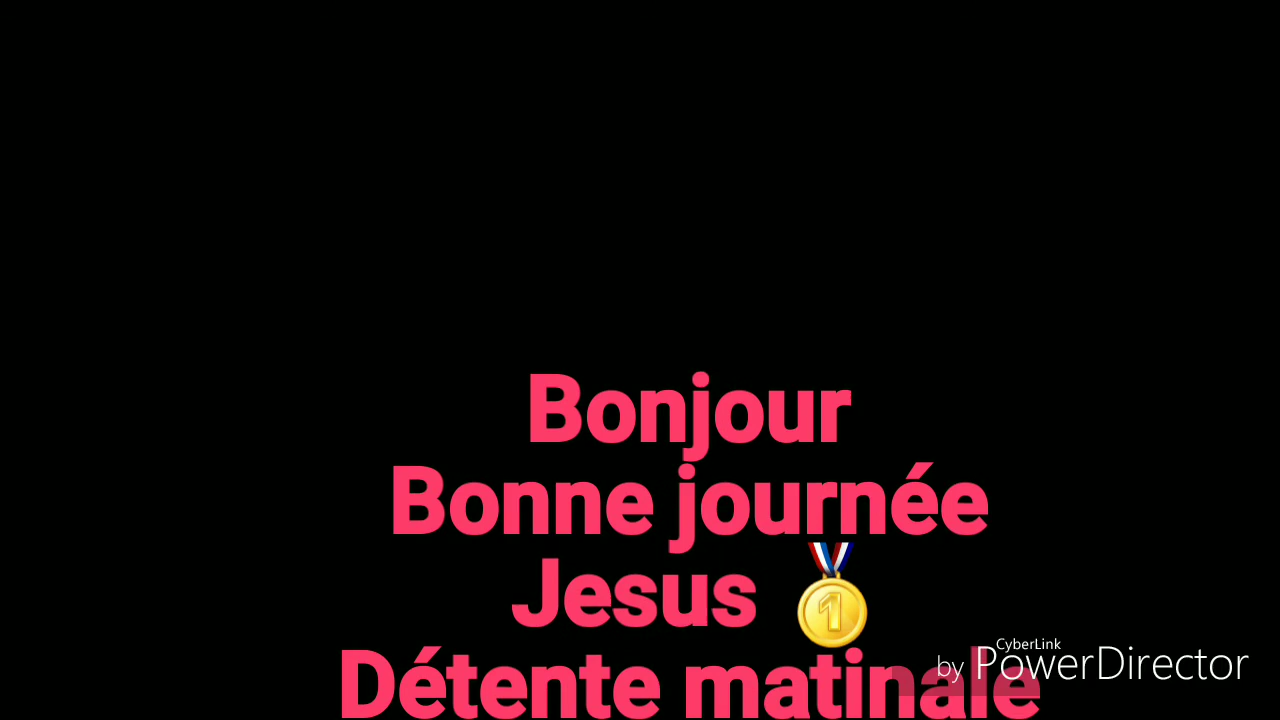 Bonjour
Bonne journée
Jesus 🥇
Détente matinale
CyberLink
by PowerDirector